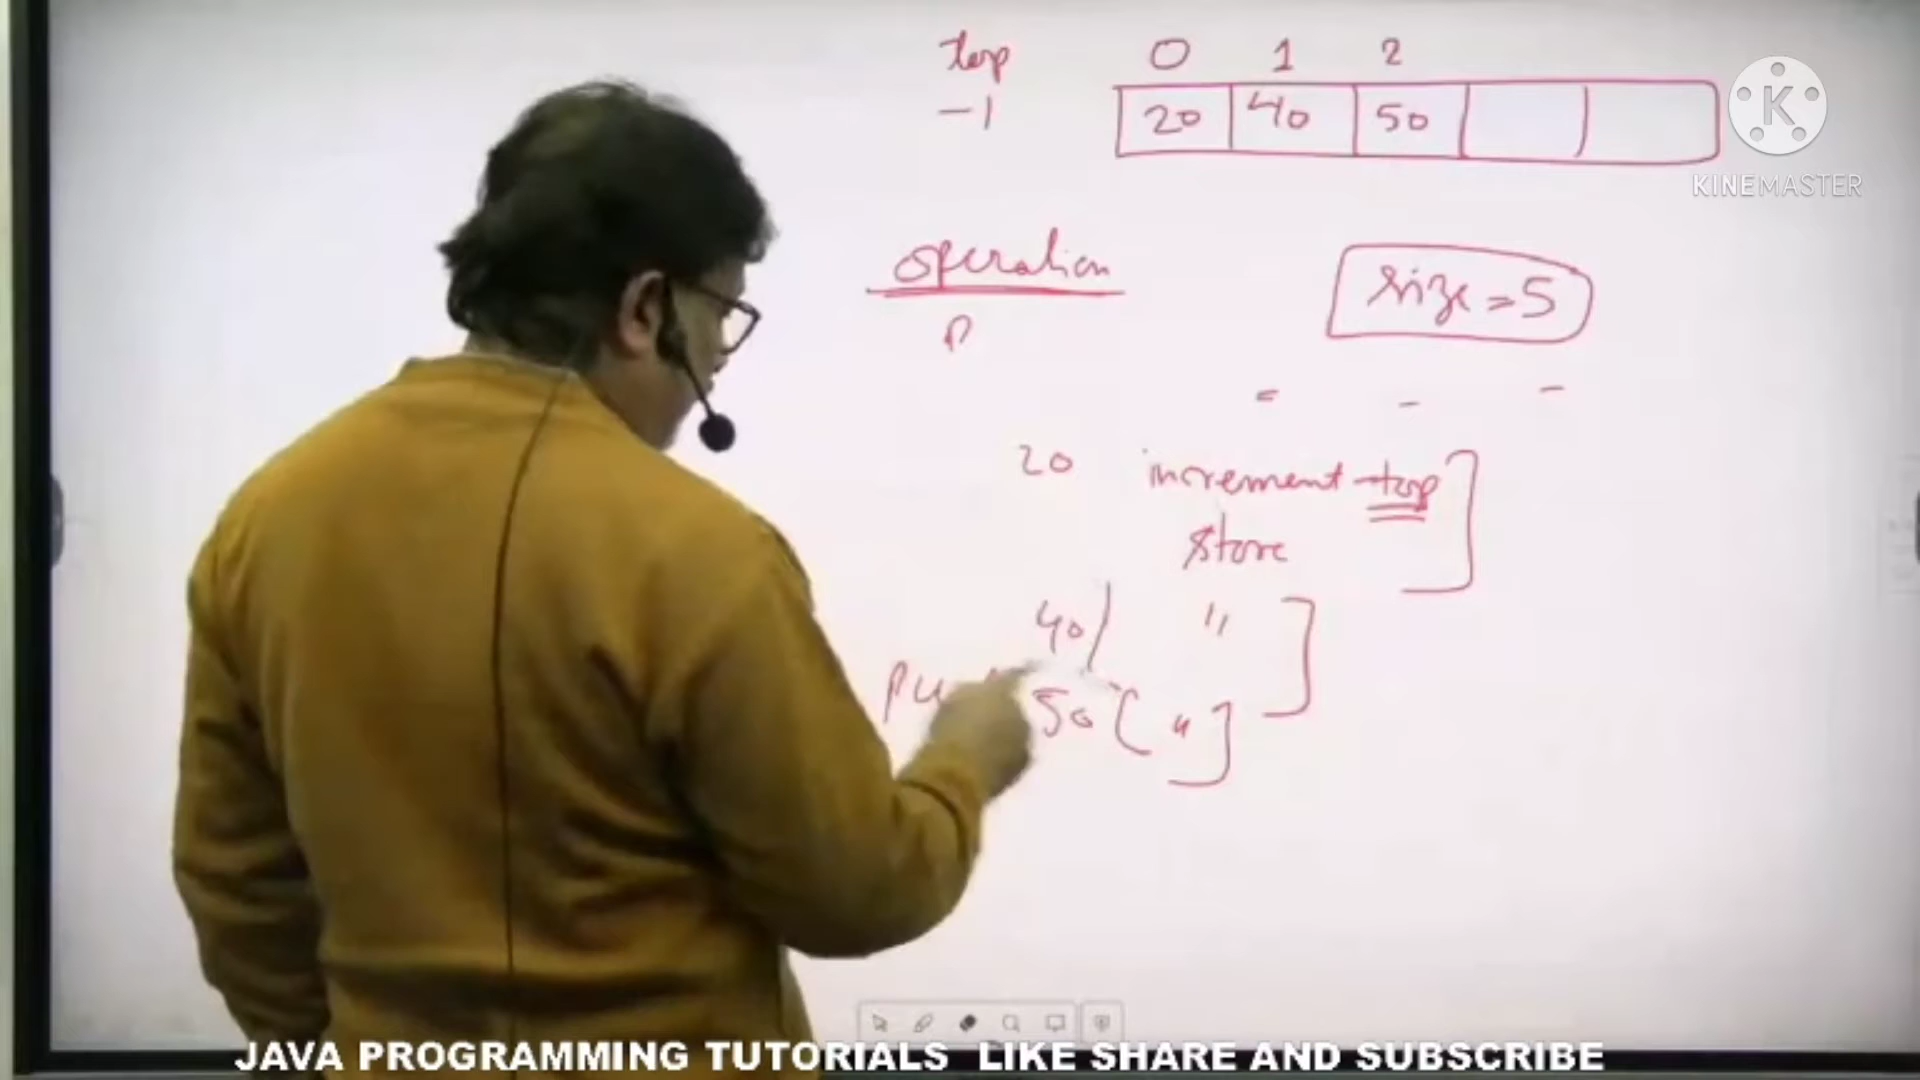 top 0 1 2
-1 20 40 50
KINEMASTER
operation
size = 5
P
20 increment top
store
40 "
50 "
JAVA PROGRAMMING TUTORIALS LIKE SHARE AND SUBSCRIBE